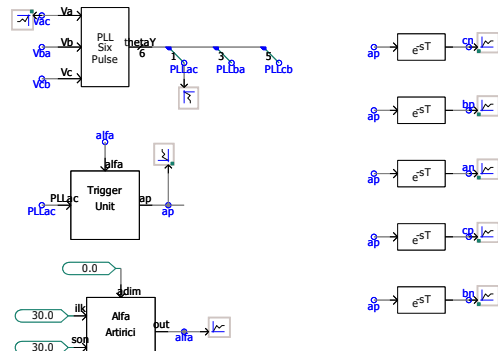 Va
Vac
Vb
Vba
Vc
Vcb
PLL
Six
Pulse
thetaY
6
1
3
5
PLLac
PLLba
PLLcb
alfa
alfa
PLLac
PLLac
Trigger
Unit
ap
ap
0.0
adim
30.0
ilk
30.0
son
Alfa
Artirici
out
alfa
ap
e-sT
cn
ap
e-sT
bn
ap
e-sT
an
ap
e-sT
cp
ap
e-sT
bn